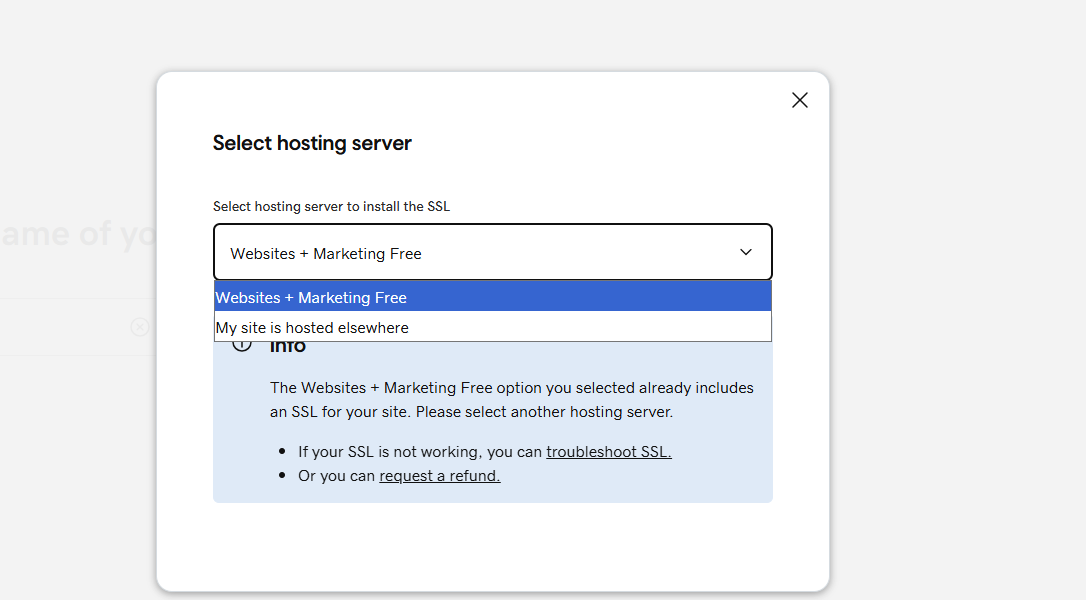 Select hosting server
Select hosting server to install the SSL
ame of yo
Websites + Marketing Free
Websites + Marketing Free
My site is hosted elsewhere
Info
The Websites + Marketing Free option you selected already includes
an SSL for your site. Please select another hosting server.
If your SSL is not working, you can troubleshoot SSL.
Or you can request a refund.